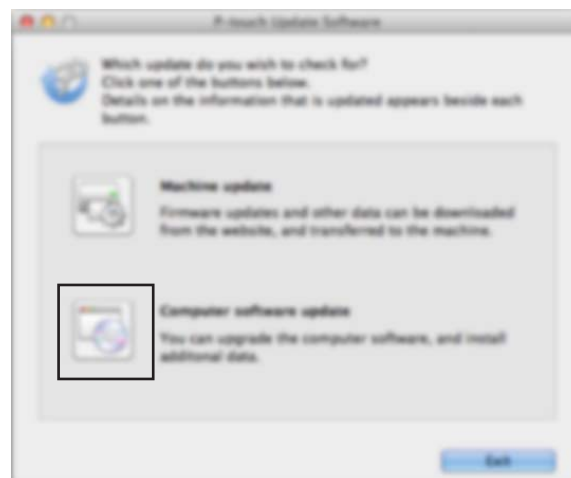 P-touch Update Software
Which update do you wish to check for?
Click one of the buttons below.
Details on the information that is updated appears beside each
button.
Machine update
Firmware updates and other data can be downloaded
from the website, and transferred to the machine.
Computer software update
You can upgrade the computer software, and install
additonal data.
Exit